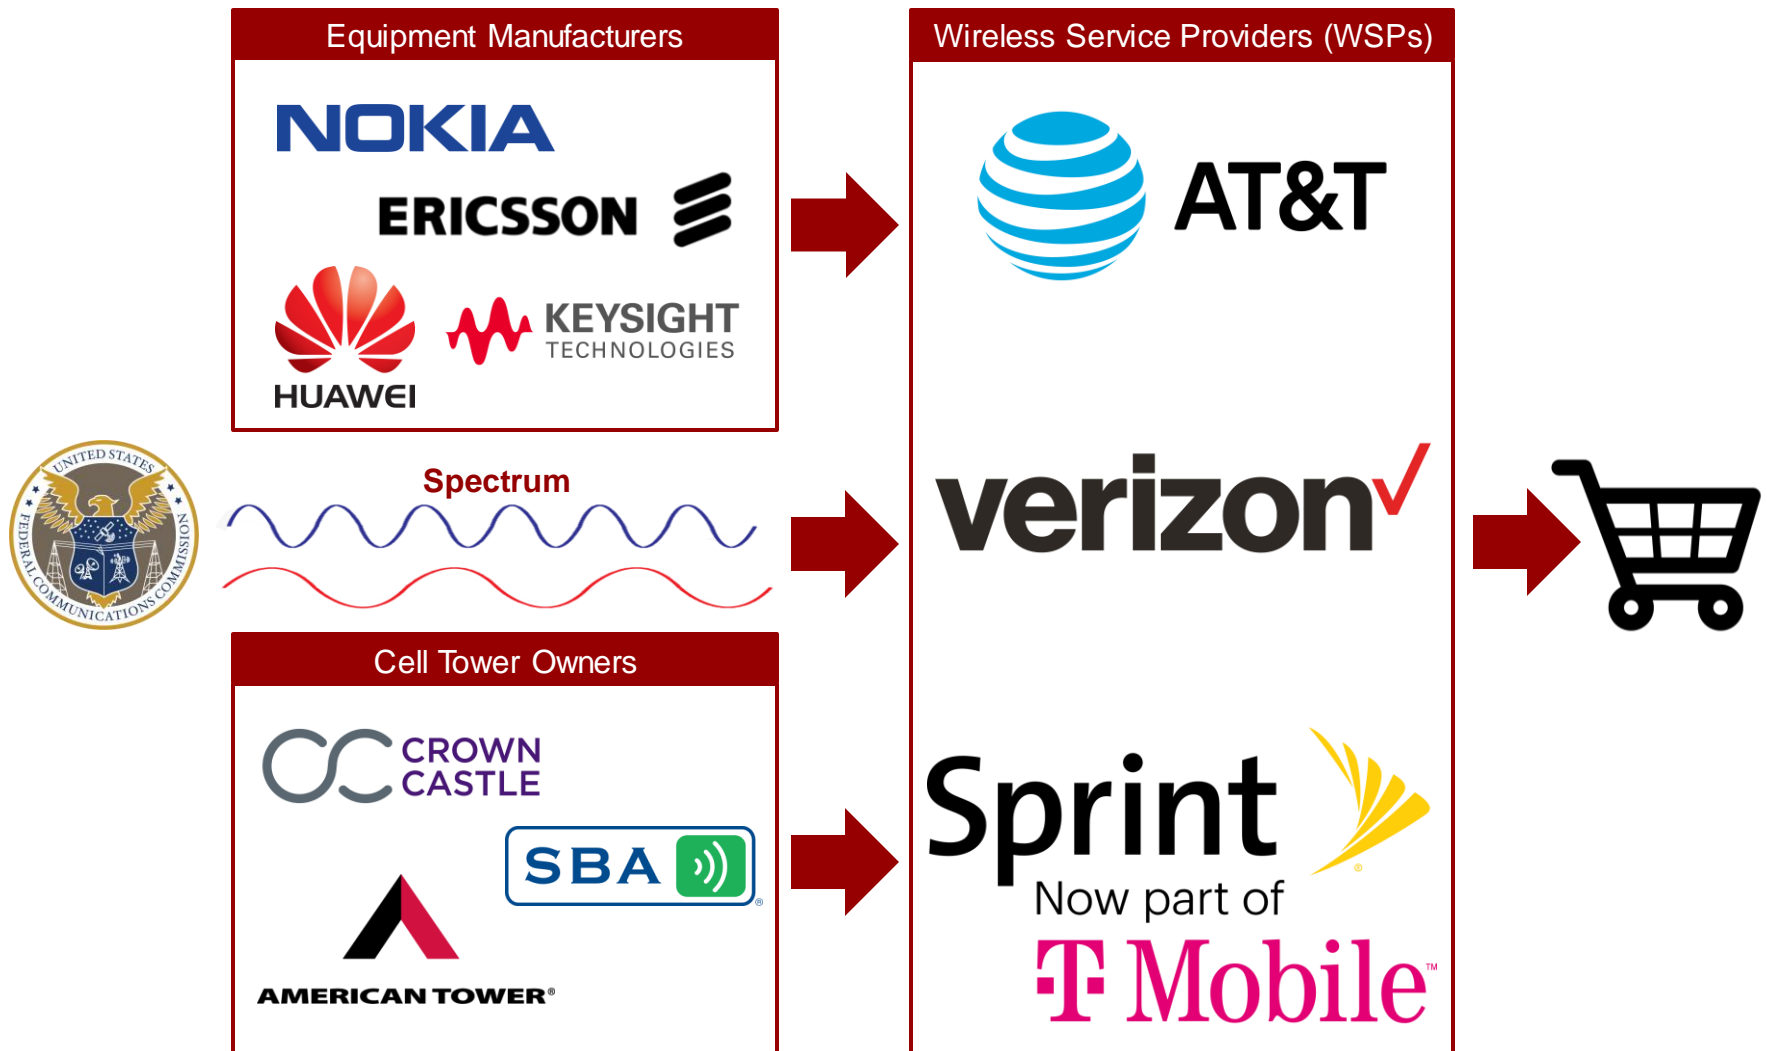 Equipment Manufacturers
NOKIA
ERICSSON
HUAWEI
KEYSIGHT
TECHNOLOGIES
UNITED STATES
FEDERAL COMMUNICATIONS COMMISSION
Spectrum
Cell Tower Owners
CROWN
CASTLE
SBA
®
AMERICAN TOWER®
Wireless Service Providers (WSPs)
AT&T
verizon
Sprint
®
Now part of
T Mobile™